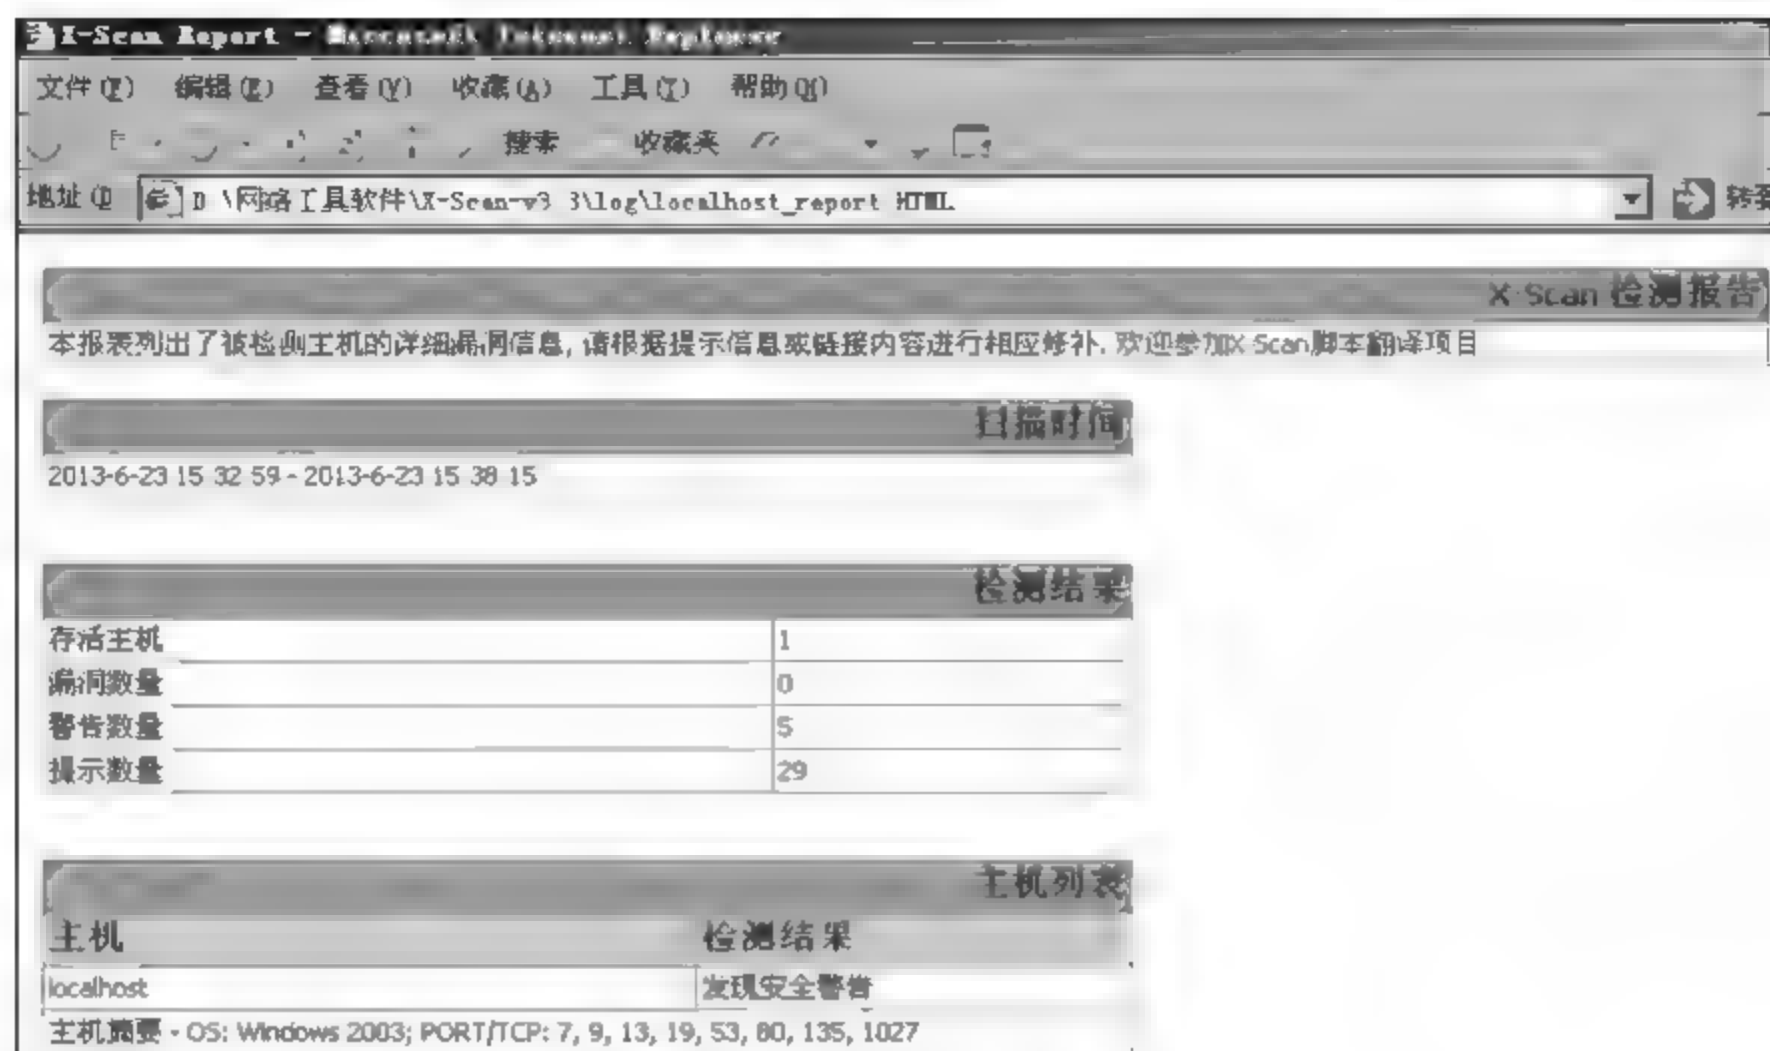 X-Scan Report - Microsoft Internet Explorer
文件(F) 编辑(E) 查看(V) 收藏(A) 工具(T) 帮助(H)
搜索 收藏夹
地址(D) D \网络工具软件\X-Scan-v3 3\log\localhost_report HTML 转到
X-Scan 检测报告
本报表列出了被检测主机的详细漏洞信息, 请根据提示信息或链接内容进行相应修补. 欢迎参加X-Scan脚本翻译项目
扫描时间
2013-6-23 15 32 59 - 2013-6-23 15 38 15
检测结果
存活主机 1
漏洞数量 0
警告数量 5
提示数量 29
主机列表
主机 检测结果
localhost 发现安全警告
主机摘要 - OS: Windows 2003; PORT/TCP: 7, 9, 13, 19, 53, 80, 135, 1027